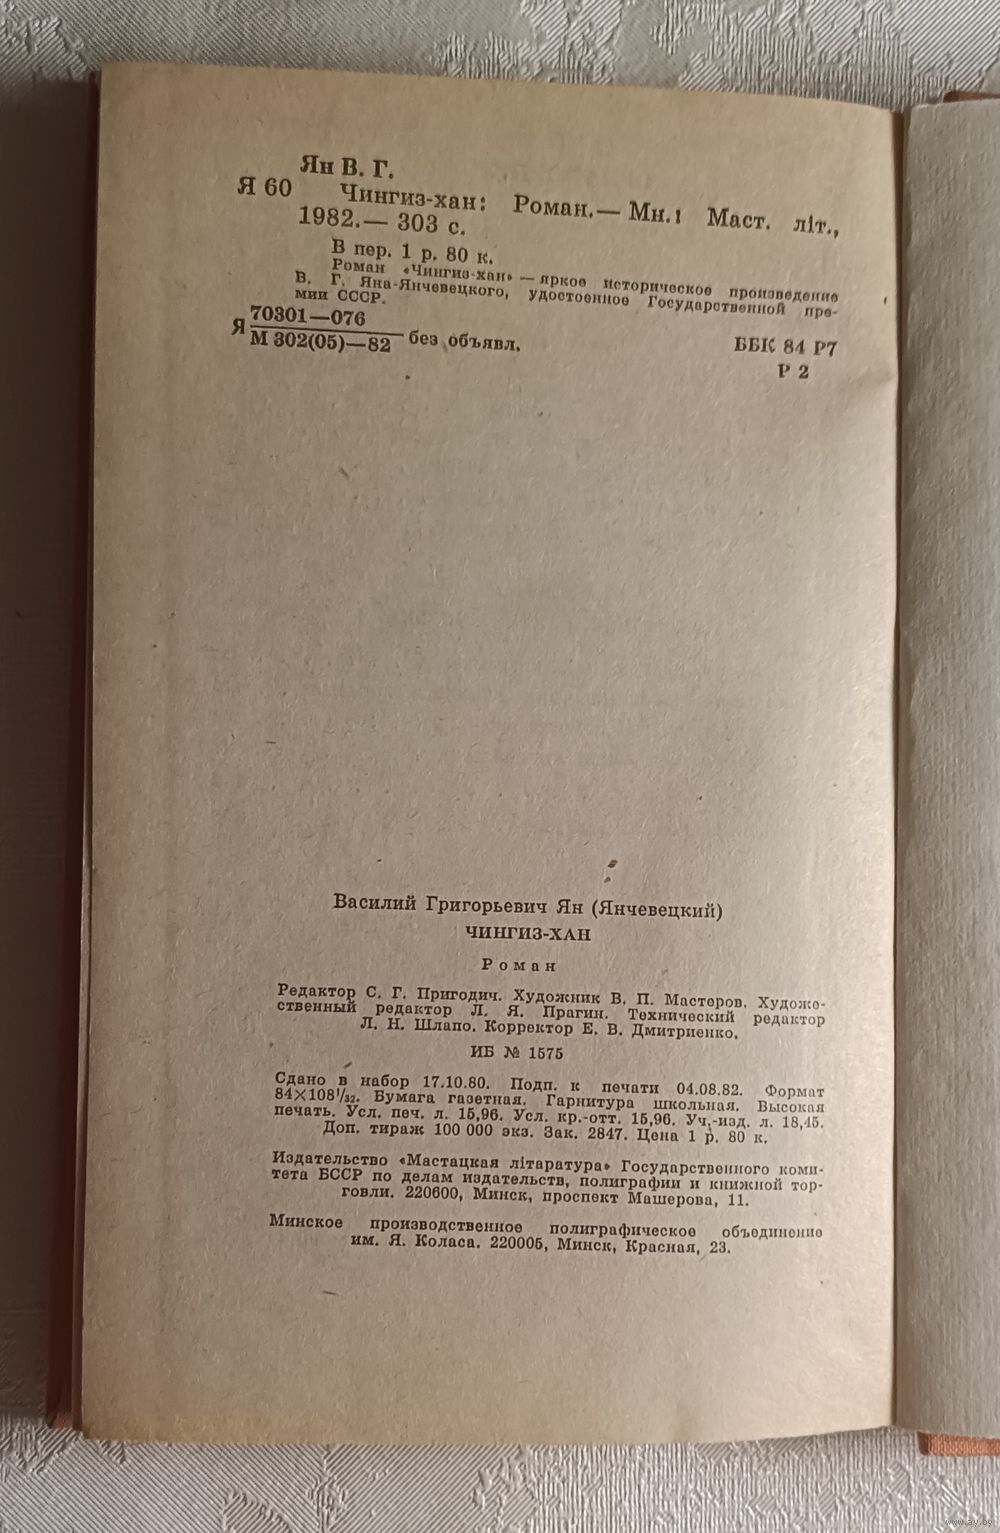 Ян В. Г.
Я 60 Чингиз-хан: Роман.— Мн.: Маст. літ.,
1982.— 303 с.
В пер. 1 р. 80 к.
Роман «Чингиз-хан» — яркое историческое произведение
В. Г. Яна-Янчевецкого, удостоенное Государственной пре-
мии СССР.
70301—076
Я М 302(05)—82 без объявл.
ББК 84 Р7
Р 2
Василий Григорьевич Ян (Янчевецкий)
ЧИНГИЗ-ХАН
Роман
Редактор С. Г. Пригодич. Художник В. П. Мастеров. Художе-
ственный редактор Л. Я. Прагин. Технический редактор
Л. Н. Шлапо. Корректор Е. В. Дмитриенко.
ИБ № 1575
Сдано в набор 17.10.80. Подп. к печати 04.08.82. Формат
84×108¹/₃₂. Бумага газетная. Гарнитура школьная. Высокая
печать. Усл. печ. л. 15,96. Усл. кр.-отт. 15,96. Уч.-изд. л. 18,45.
Доп. тираж 100 000 экз. Зак. 2847. Цена 1 р. 80 к.
Издательство «Мастацкая літаратура» Государственного коми-
тета БССР по делам издательств, полиграфии и книжной тор-
говли. 220600, Минск, проспект Машерова, 11.
Минское производственное полиграфическое объединение
им. Я. Коласа. 220005, Минск, Красная, 23.
www.ay.by